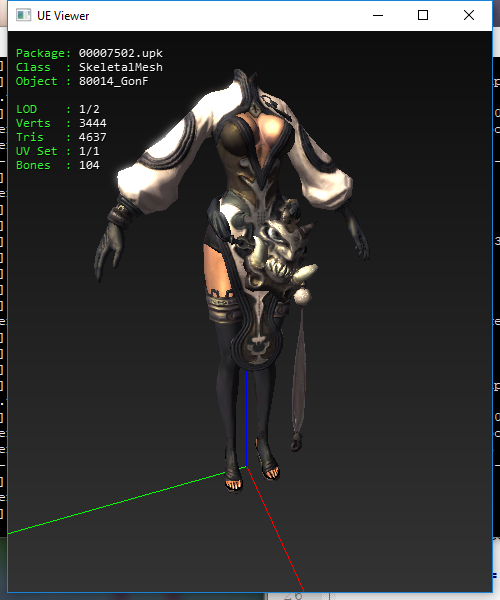 UE Viewer
Package: 00007502.upk
Class : SkeletalMesh
Object : 80014_GonF
LOD : 1/2
Verts : 3444
Tris : 4637
UV Set : 1/1
Bones : 104